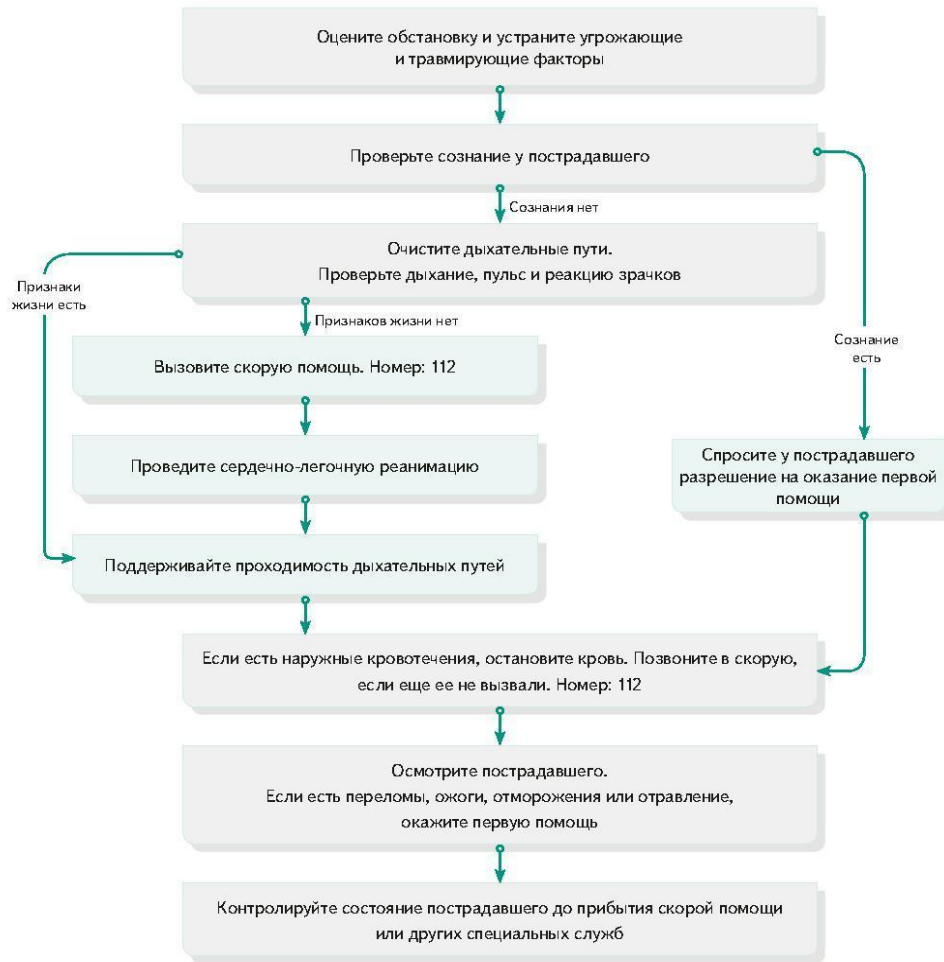 Оцените обстановку и устраните угрожающие
и травмирующие факторы
Проверьте сознание у пострадавшего
Сознания нет
Очистите дыхательные пути.
Проверьте дыхание, пульс и реакцию зрачков
Признаки
жизни есть
Признаков жизни нет
Сознание
есть
Вызовите скорую помощь. Номер: 112
Проведите сердечно-легочную реанимацию
Спросите у пострадавшего
разрешение на оказание первой
помощи
Поддерживайте проходимость дыхательных путей
Если есть наружные кровотечения, остановите кровь. Позвоните в скорую,
если еще ее не вызвали. Номер: 112
Осмотрите пострадавшего.
Если есть переломы, ожоги, отморожения или отравление,
окажите первую помощь
Контролируйте состояние пострадавшего до прибытия скорой помощи
или других специальных служб